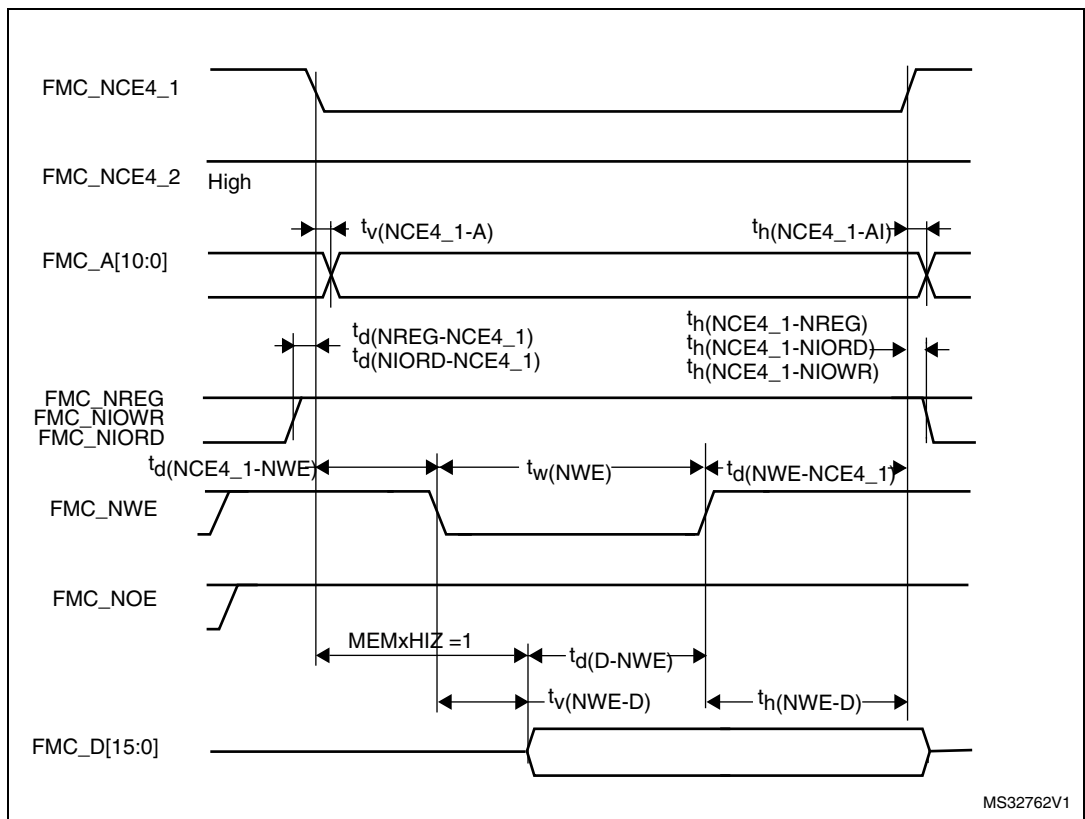 FMC_NCE4_1
FMC_NCE4_2 High
tv(NCE4_1-A)
th(NCE4_1-AI)
FMC_A[10:0]
td(NREG-NCE4_1)
td(NIORD-NCE4_1)
th(NCE4_1-NREG)
th(NCE4_1-NIORD)
th(NCE4_1-NIOWR)
FMC_NREG
FMC_NIOWR
FMC_NIORD
td(NCE4_1-NWE)
tw(NWE)
td(NWE-NCE4_1)
FMC_NWE
FMC_NOE
MEMxHIZ =1
td(D-NWE)
tv(NWE-D)
th(NWE-D)
FMC_D[15:0]
MS32762V1